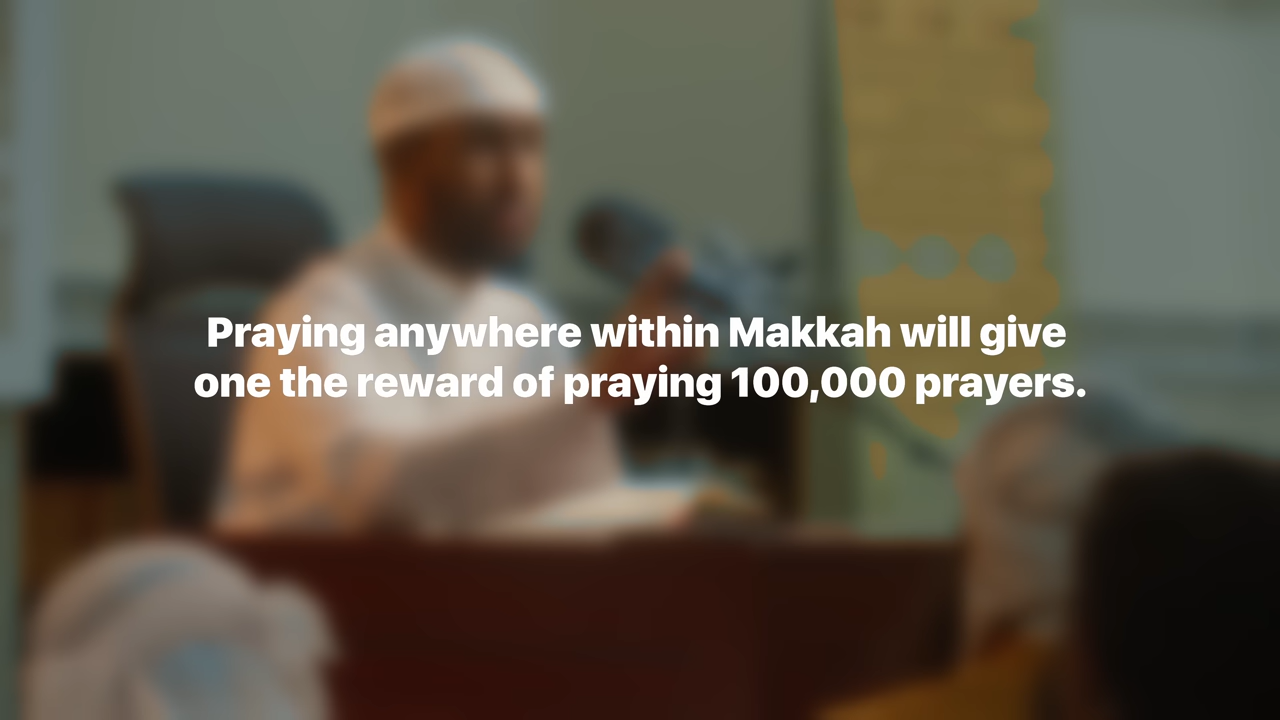 Praying anywhere within Makkah will give
one the reward of praying 100,000 prayers.